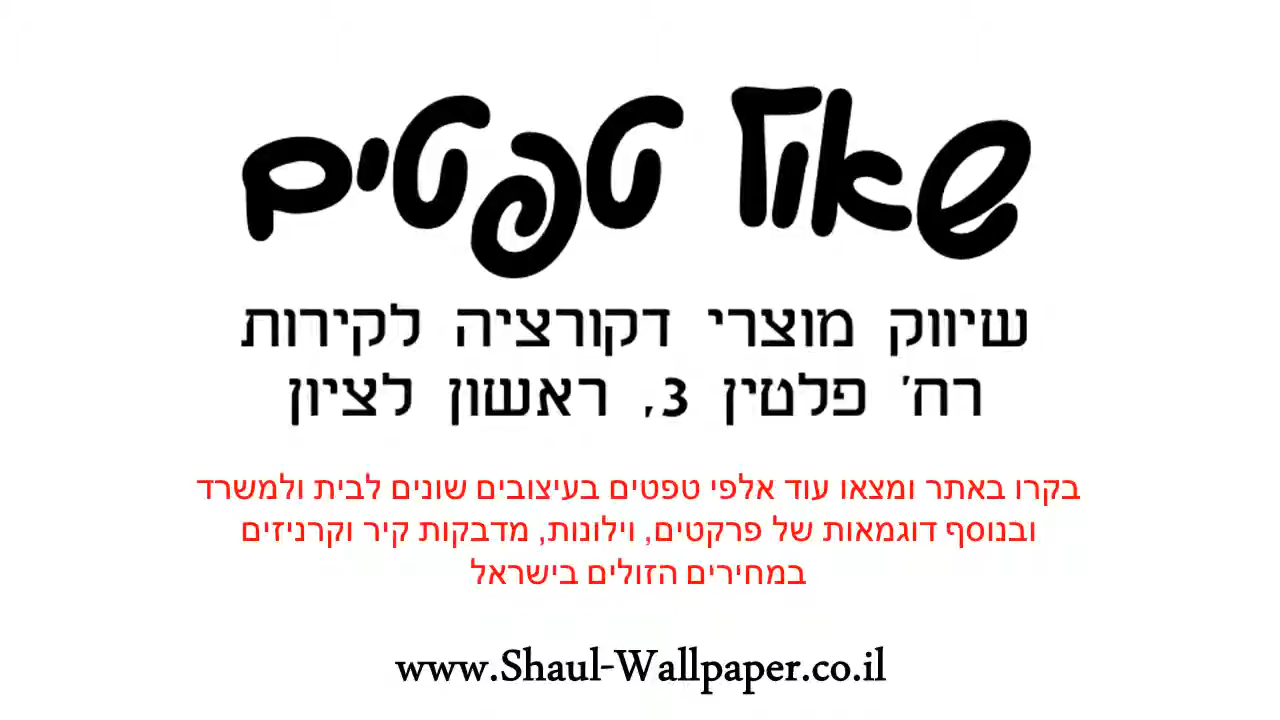 שאול טפטים
שיווק מוצרי דקורציה לקירות
רח' פלטין 3, ראשון לציון
בקרו באתר ומצאו עוד אלפי טפטים בעיצובים שונים לבית ולמשרד
ובנוסף דוגמאות של פרקטים, וילונות, מדבקות קיר וקרניזים
במחירים הזולים בישראל
www.Shaul-Wallpaper.co.il